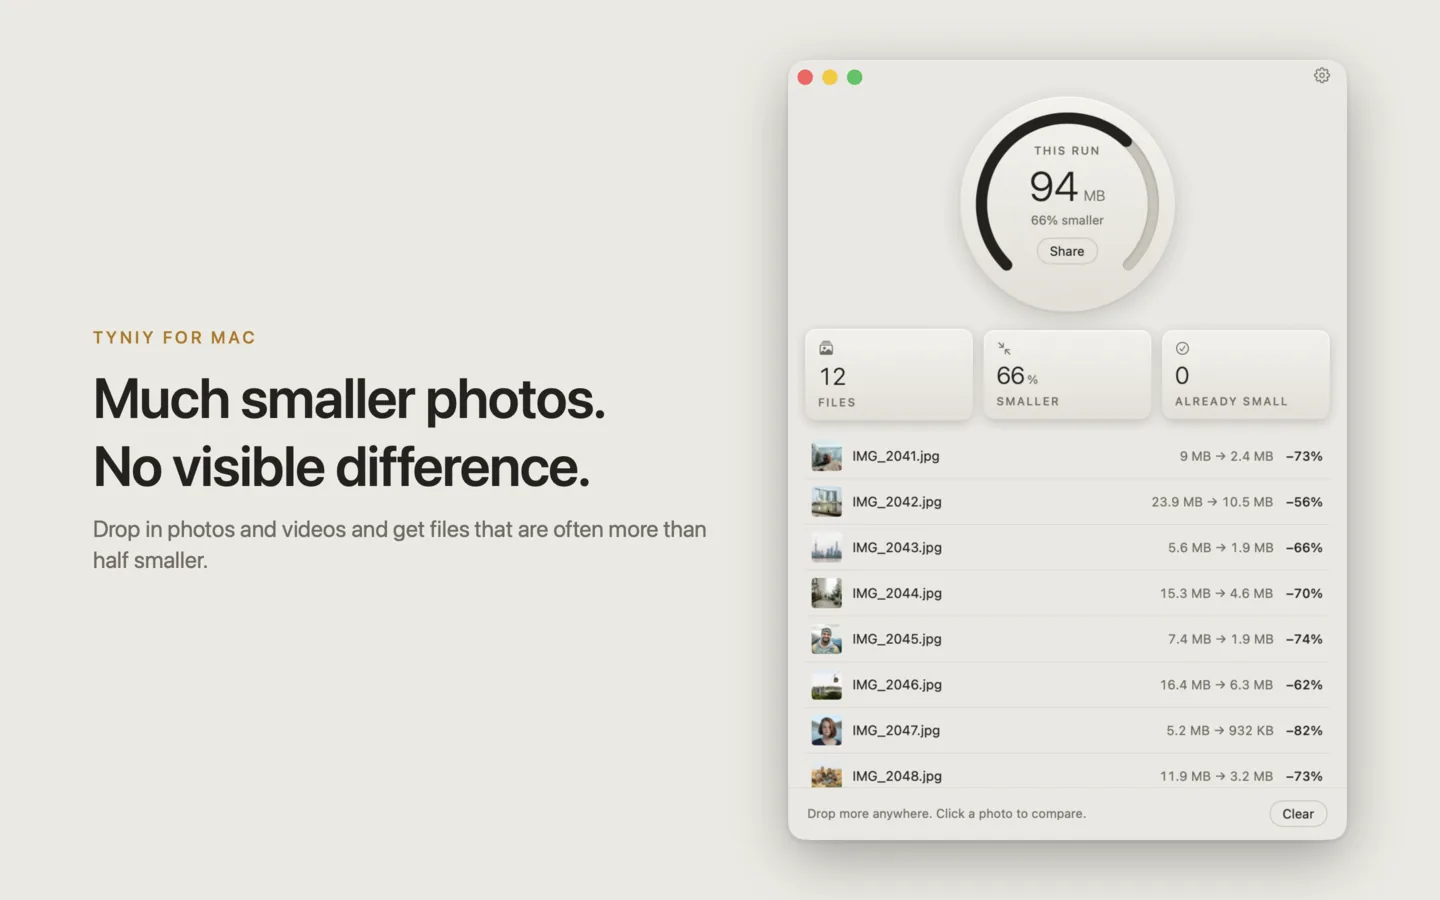 TYNIY FOR MAC
Much smaller photos.
No visible difference.
Drop in photos and videos and get files that are often more than
half smaller.
THIS RUN
94 MB
66% smaller
Share
12
FILES
66%
SMALLER
0
ALREADY SMALL
IMG_2041.jpg 9 MB → 2.4 MB −73%
IMG_2042.jpg 23.9 MB → 10.5 MB −56%
IMG_2043.jpg 5.6 MB → 1.9 MB −66%
IMG_2044.jpg 15.3 MB → 4.6 MB −70%
IMG_2045.jpg 7.4 MB → 1.9 MB −74%
IMG_2046.jpg 16.4 MB → 6.3 MB −62%
IMG_2047.jpg 5.2 MB → 932 KB −82%
IMG_2048.jpg 11.9 MB → 3.2 MB −73%
Drop more anywhere. Click a photo to compare.
Clear